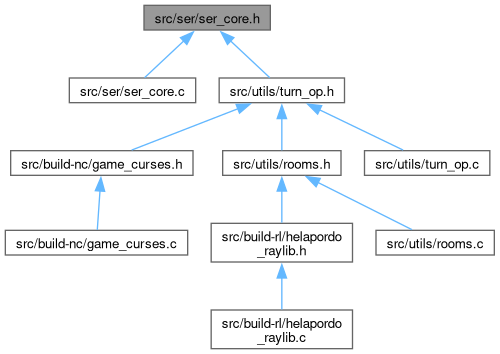 src/ser/ser_core.h
src/ser/ser_core.c
src/utils/turn_op.h
src/build-nc/game_curses.h
src/utils/rooms.h
src/utils/turn_op.c
src/build-nc/game_curses.c
src/build-rl/helapordo
_raylib.h
src/utils/rooms.c
src/build-rl/helapordo
_raylib.c